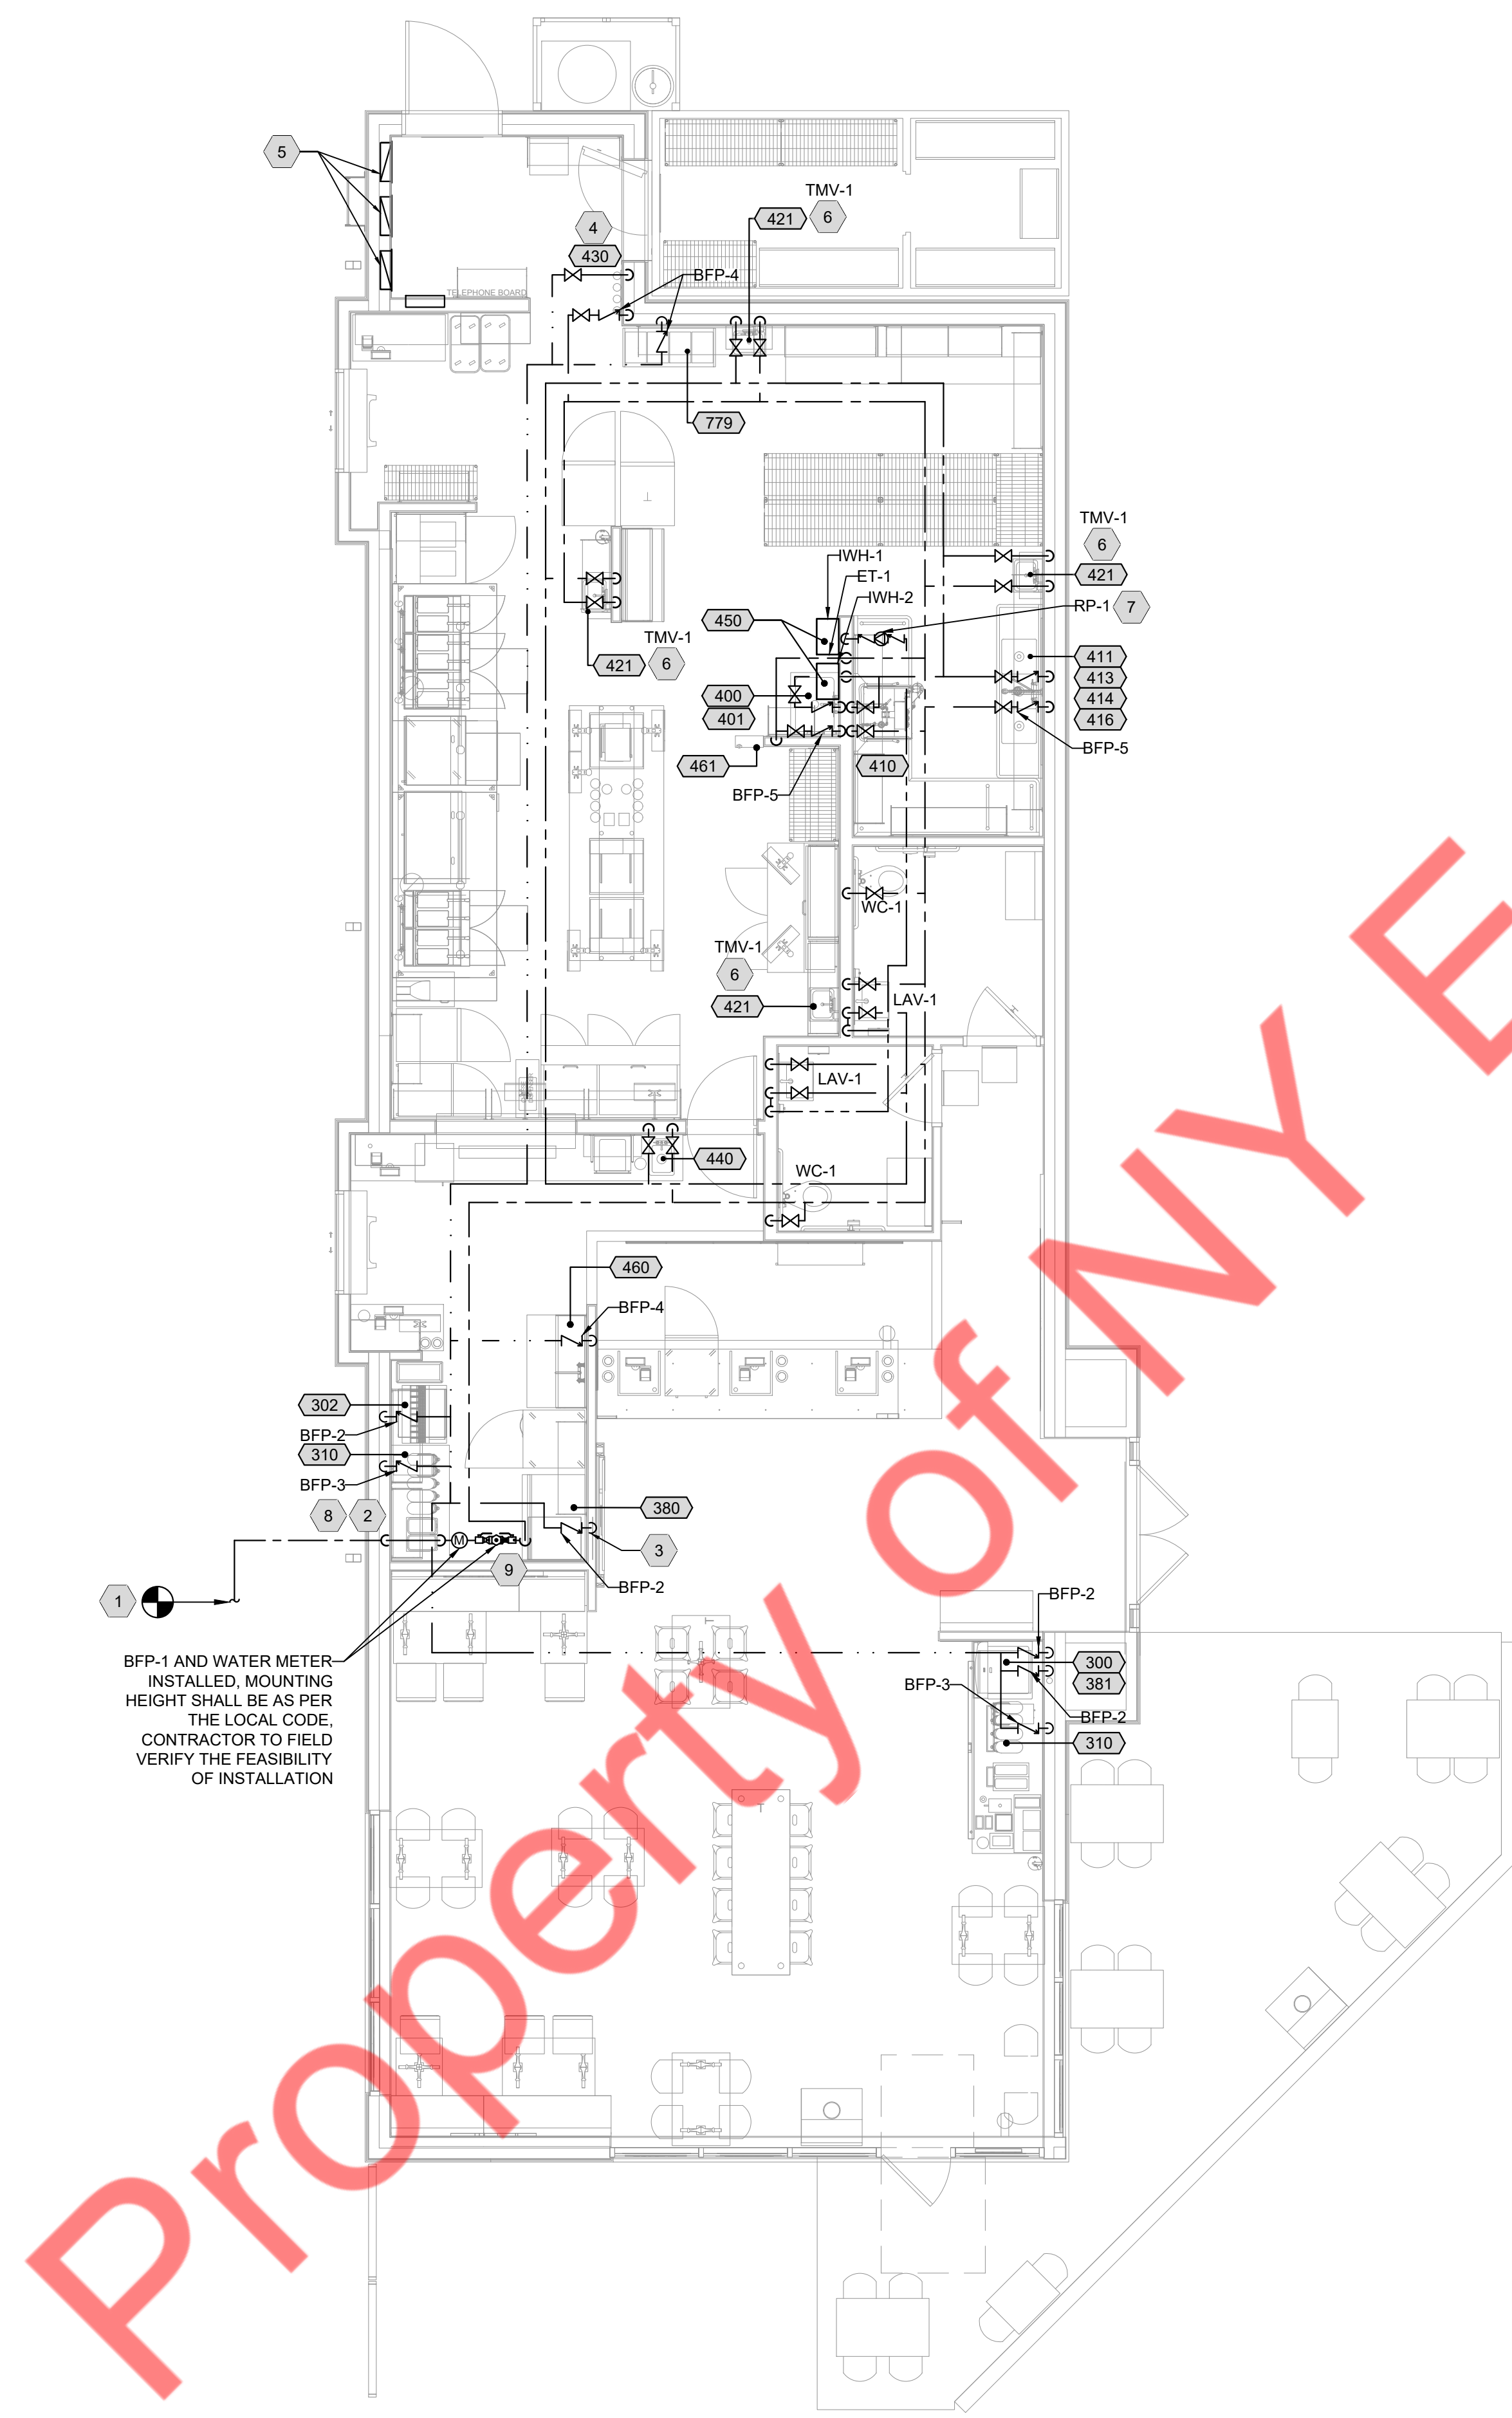 5
TMV-1
421
6
4
430
BFP-4
TELEPHONE BOARD
779
TMV-1
6
421
IWH-1
ET-1
IWH-2
RP-1
7
450
TMV-1
421
6
411
400
413
401
414
416
BFP-5
461
410
BFP-5
WC-1
TMV-1
6
421
LAV-1
LAV-1
440
WC-1
460
BFP-4
302
BFP-2
310
BFP-3
8
2
380
3
9
BFP-2
1
BFP-1 AND WATER METER
INSTALLED, MOUNTING
HEIGHT SHALL BE AS PER
THE LOCAL CODE,
CONTRACTOR TO FIELD
VERIFY THE FEASIBILITY
OF INSTALLATION
M
BFP-2
300
381
BFP-3
BFP-2
310
T
T
Property of NY E